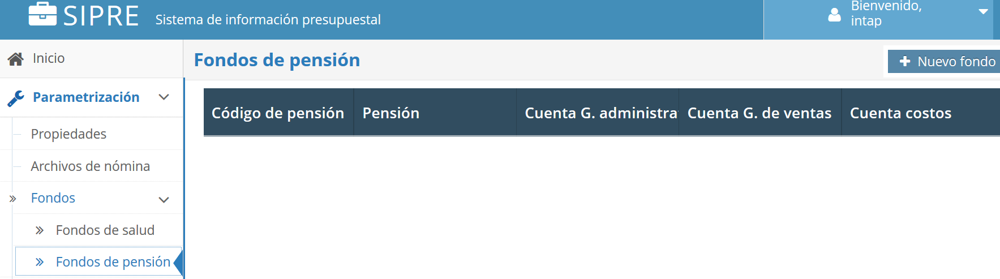 SIPRE Sistema de información presupuestal
Bienvenido,
intap
Inicio
Parametrización
Propiedades
Archivos de nómina
Fondos
Fondos de salud
Fondos de pensión
Fondos de pensión
Nuevo fondo
Código de pensión Pensión Cuenta G. administra Cuenta G. de ventas Cuenta costos